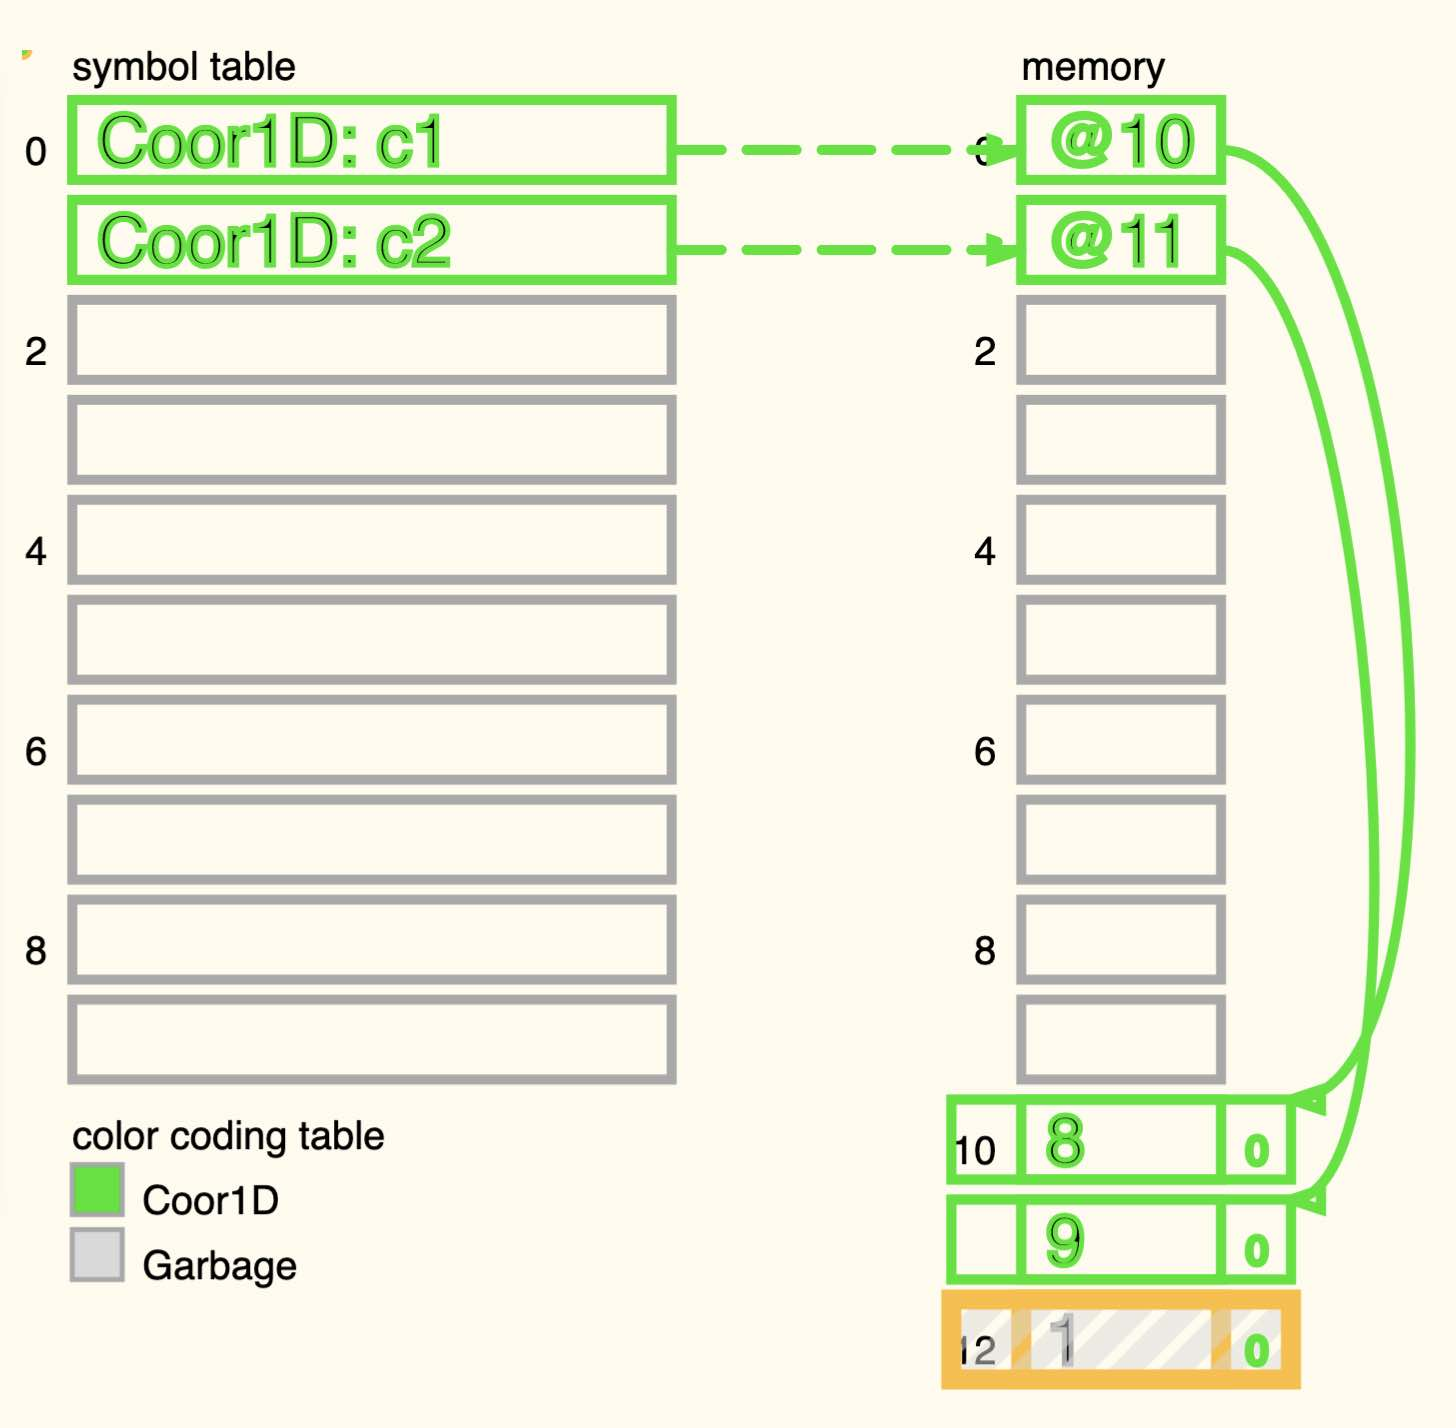 symbol table
memory
0 Coor1D: c1 @10
Coor1D: c2 @11
2 2
4 4
6 6
8 8
10 8 0
9 0
12 1 0
color coding table
Coor1D
Garbage